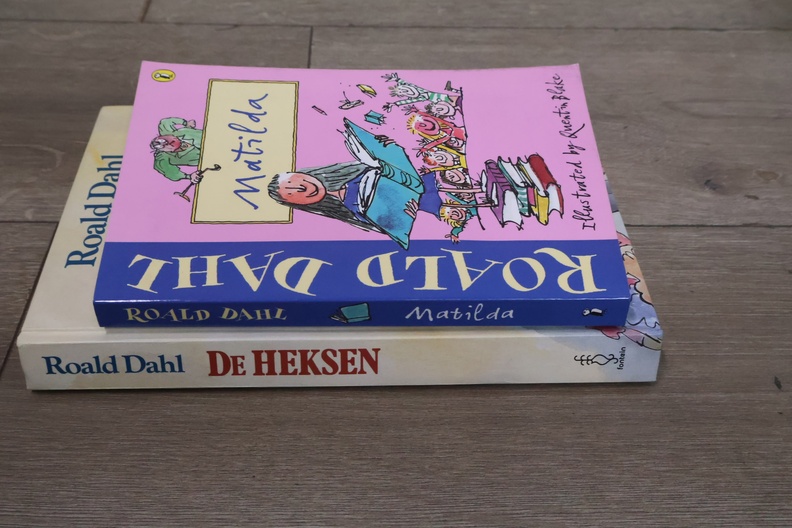 Matilda
Illustrated by Quentin Blake
ROALD DAHL
ROALD DAHL Matilda
Roald Dahl
Roald Dahl DE HEKSEN
fontein